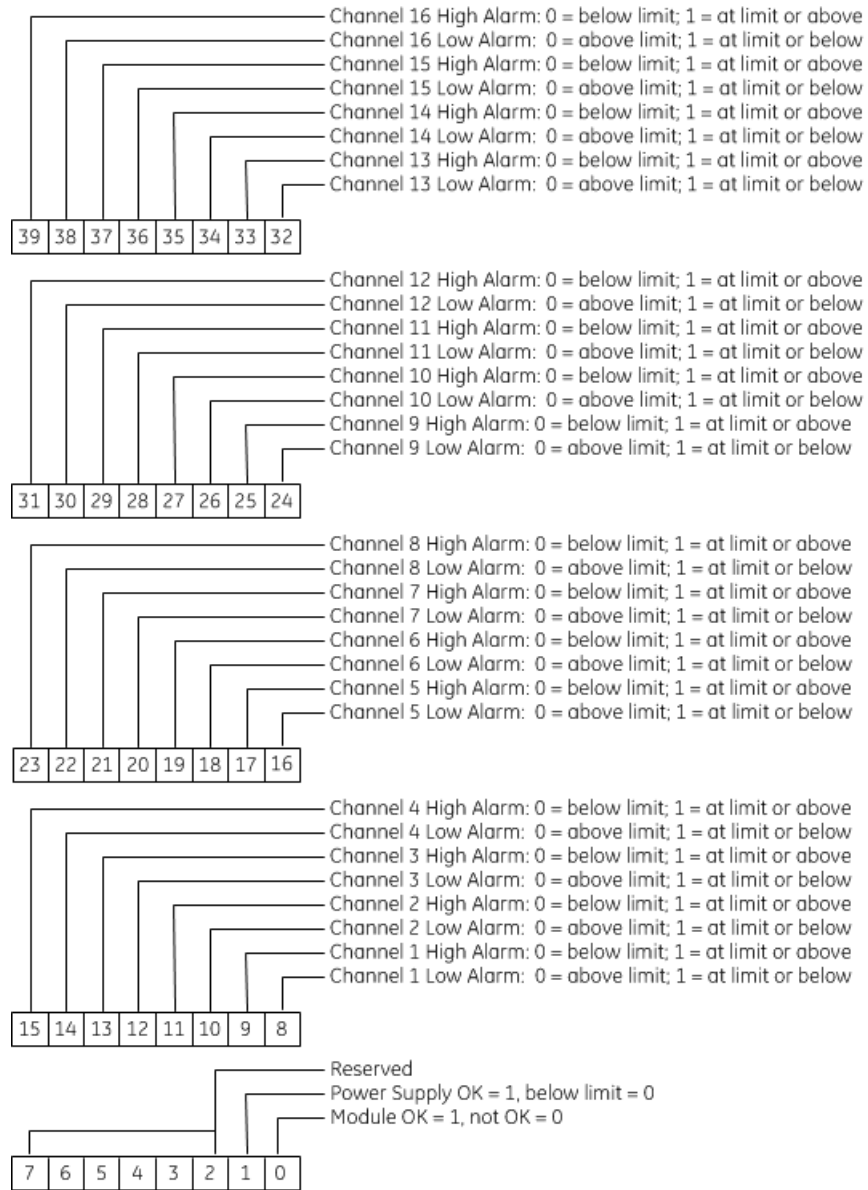 Channel 16 High Alarm: 0 = below limit; 1 = at limit or above
Channel 16 Low Alarm: 0 = above limit; 1 = at limit or below
Channel 15 High Alarm: 0 = below limit; 1 = at limit or above
Channel 15 Low Alarm: 0 = above limit; 1 = at limit or below
Channel 14 High Alarm: 0 = below limit; 1 = at limit or above
Channel 14 Low Alarm: 0 = above limit; 1 = at limit or below
Channel 13 High Alarm: 0 = below limit; 1 = at limit or above
Channel 13 Low Alarm: 0 = above limit; 1 = at limit or below
39 38 37 36 35 34 33 32
Channel 12 High Alarm: 0 = below limit; 1 = at limit or above
Channel 12 Low Alarm: 0 = above limit; 1 = at limit or below
Channel 11 High Alarm: 0 = below limit; 1 = at limit or above
Channel 11 Low Alarm: 0 = above limit; 1 = at limit or below
Channel 10 High Alarm: 0 = below limit; 1 = at limit or above
Channel 10 Low Alarm: 0 = above limit; 1 = at limit or below
Channel 9 High Alarm: 0 = below limit; 1 = at limit or above
Channel 9 Low Alarm: 0 = above limit; 1 = at limit or below
31 30 29 28 27 26 25 24
Channel 8 High Alarm: 0 = below limit; 1 = at limit or above
Channel 8 Low Alarm: 0 = above limit; 1 = at limit or below
Channel 7 High Alarm: 0 = below limit; 1 = at limit or above
Channel 7 Low Alarm: 0 = above limit; 1 = at limit or below
Channel 6 High Alarm: 0 = below limit; 1 = at limit or above
Channel 6 Low Alarm: 0 = above limit; 1 = at limit or below
Channel 5 High Alarm: 0 = below limit; 1 = at limit or above
Channel 5 Low Alarm: 0 = above limit; 1 = at limit or below
23 22 21 20 19 18 17 16
Channel 4 High Alarm: 0 = below limit; 1 = at limit or above
Channel 4 Low Alarm: 0 = above limit; 1 = at limit or below
Channel 3 High Alarm: 0 = below limit; 1 = at limit or above
Channel 3 Low Alarm: 0 = above limit; 1 = at limit or below
Channel 2 High Alarm: 0 = below limit; 1 = at limit or above
Channel 2 Low Alarm: 0 = above limit; 1 = at limit or below
Channel 1 High Alarm: 0 = below limit; 1 = at limit or above
Channel 1 Low Alarm: 0 = above limit; 1 = at limit or below
15 14 13 12 11 10 9 8
Reserved
Power Supply OK = 1, below limit = 0
Module OK = 1, not OK = 0
7 6 5 4 3 2 1 0